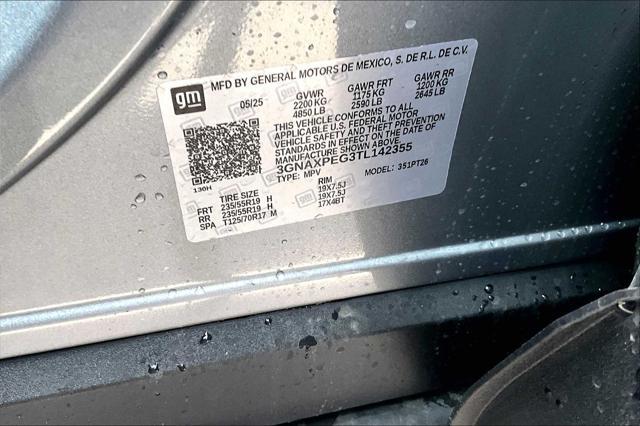 gm
MFD BY GENERAL MOTORS DE MEXICO, S. DE R.L. DE C.V.
05/25 GVWR GAWR FRT GAWR RR
2200 KG 1175 KG 1200 KG
4850 LB 2590 LB 2645 LB
THIS VEHICLE CONFORMS TO ALL
APPLICABLE U.S. FEDERAL MOTOR
VEHICLE SAFETY AND THEFT PREVENTION
STANDARDS IN EFFECT ON THE DATE OF
MANUFACTURE SHOWN ABOVE.
3GNAXPEG3TL142355
TYPE: MPV MODEL: 351PT26
130H
TIRE SIZE RIM
FRT 235/55R19 H 19X7.5J
RR 235/55R19 H 19X7.5J
SPA T125/70R17 M 17X4BT